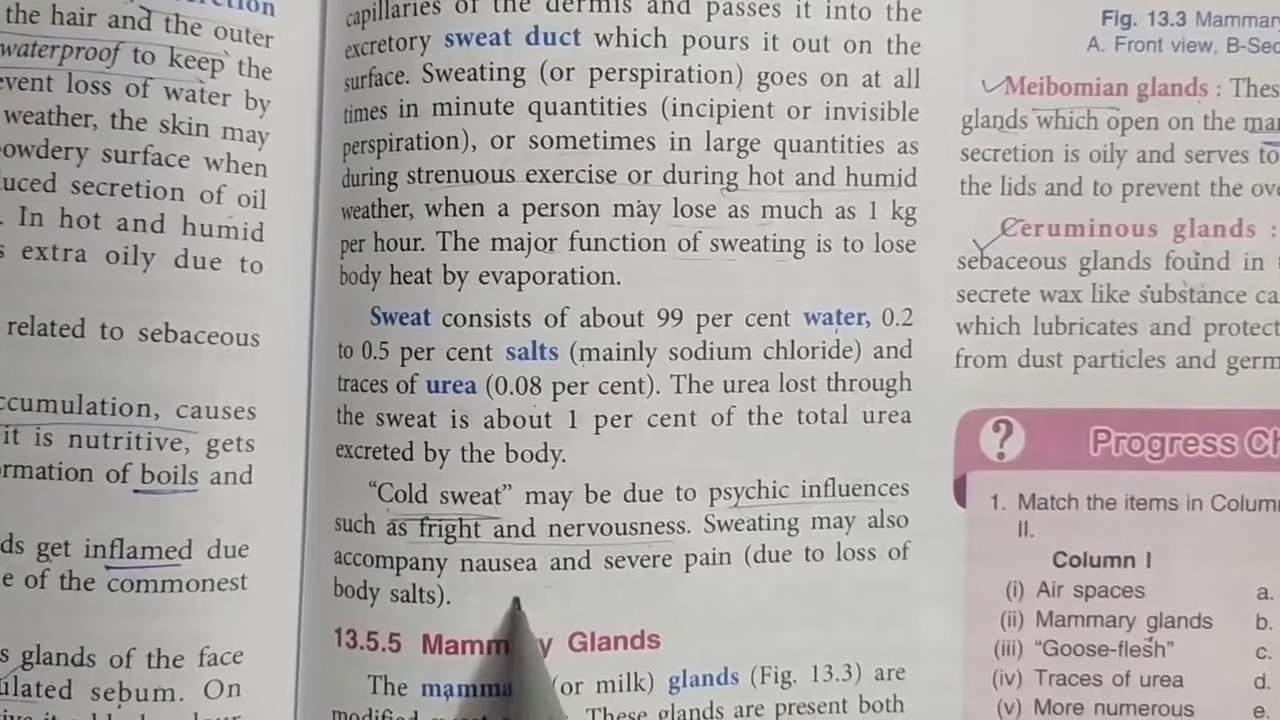 the hair and the outer
waterproof to keep the
event loss of water by
weather, the skin may
powdery surface when
uced secretion of oil
. In hot and humid
s extra oily due to
related to sebaceous
ccumulation, causes
it is nutritive, gets
rmation of boils and
ds get inflamed due
e of the commonest
s glands of the face
ulated sebum. On
capillaries of the dermis and passes it into the
excretory sweat duct which pours it out on the
surface. Sweating (or perspiration) goes on at all
times in minute quantities (incipient or invisible
perspiration), or sometimes in large quantities as
during strenuous exercise or during hot and humid
weather, when a person may lose as much as 1 kg
per hour. The major function of sweating is to lose
body heat by evaporation.
Sweat consists of about 99 per cent water, 0.2
to 0.5 per cent salts (mainly sodium chloride) and
traces of urea (0.08 per cent). The urea lost through
the sweat is about 1 per cent of the total urea
excreted by the body.
“Cold sweat” may be due to psychic influences
such as fright and nervousness. Sweating may also
accompany nausea and severe pain (due to loss of
body salts).
13.5.5 Mamm y Glands
The mamma (or milk) glands (Fig. 13.3) are
modified These glands are present both
Fig. 13.3 Mammar
A. Front view, B-Sec
Meibomian glands : Thes
glands which open on the mar
secretion is oily and serves to
the lids and to prevent the ove
Ceruminous glands :
sebaceous glands found in
secrete wax like substance ca
which lubricates and protect
from dust particles and germ
? Progress Ch
1. Match the items in Colum
II.
Column I
(i) Air spaces a.
(ii) Mammary glands b.
(iii) “Goose-flesh” c.
(iv) Traces of urea d.
(v) More numerous e.